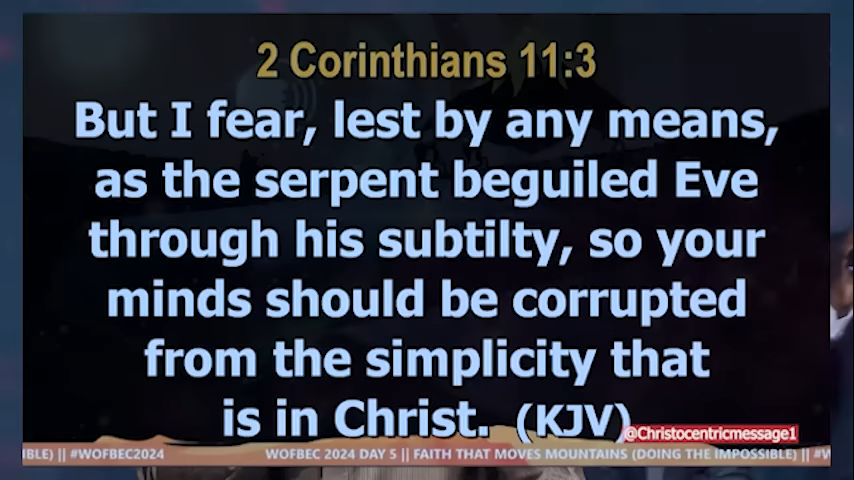 2 Corinthians 11:3
But I fear, lest by any means,
as the serpent beguiled Eve
through his subtilty, so your
minds should be corrupted
from the simplicity that
is in Christ. (KJV)
@Christocentricmessage1
IBLE) || #WOFBEC2024 WOFBEC 2024 DAY 5 || FAITH THAT MOVES MOUNTAINS (DOING THE IMPOSSIBLE) || #W